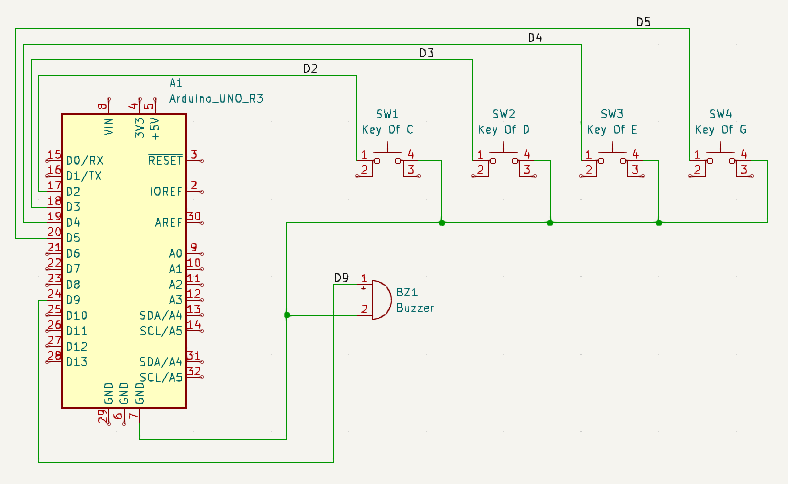 D5
D4
D3
D2
A1
Arduino_UNO_R3
8
4
5
VIN
3V3
+5V
SW1
Key Of C
SW2
Key Of D
SW3
Key Of E
SW4
Key Of G
1 4
2 3
1 4
2 3
1 4
2 3
1 4
2 3
15 D0/RX RESET 3
16 D1/TX
17 D2 IOREF 2
18 D3
19 D4 AREF 30
20 D5
21 D6 A0 9
22 D7 A1 10
23 D8 A2 11
24 D9 A3 12
25 D10 SDA/A4 13
26 D11 SCL/A5 14
27 D12
28 D13 SDA/A4 31
SCL/A5 32
GND
GND
GND
29
6
7
D9
1
+
2
BZ1
Buzzer